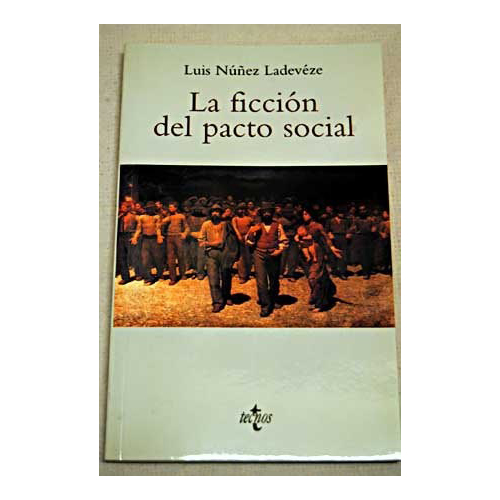 Luis Núñez Ladevéze
La ficción
del pacto social
tecnos